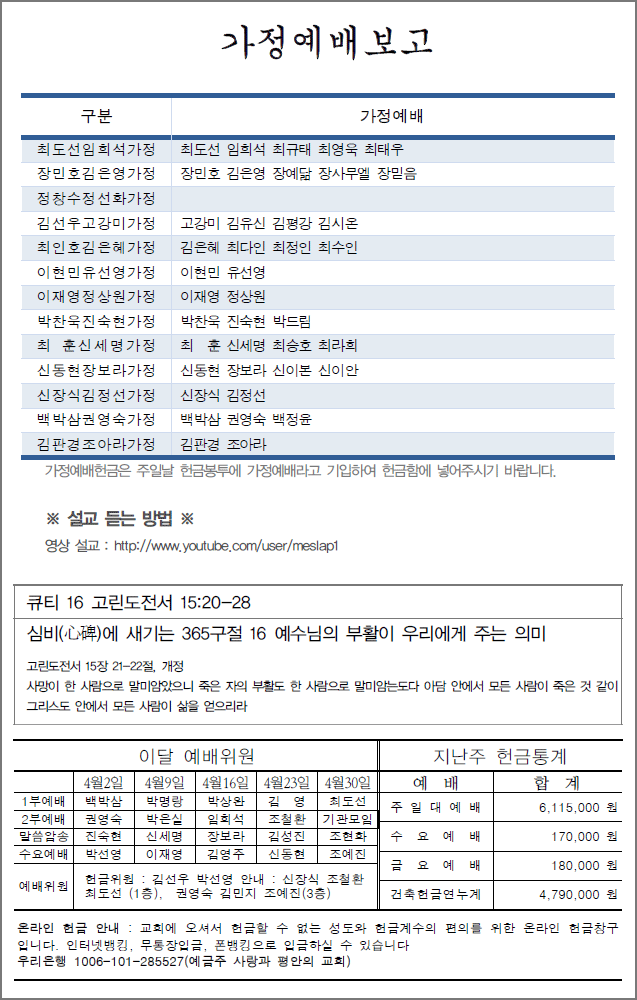 가정예배보고
구분 가정예배
최도선임희석가정 최도선 임희석 최규태 최영욱 최태우
장민호김은영가정 장민호 김은영 장예닮 장사무엘 장믿음
정창수정선화가정
김선우고강미가정 고강미 김유신 김평강 김시온
최인호김은혜가정 김은혜 최다인 최정인 최수인
이현민유선영가정 이현민 유선영
이재영정상원가정 이재영 정상원
박찬욱진숙현가정 박찬욱 진숙현 박드림
최 훈신세명가정 최 훈 신세명 최승호 최라희
신동현장보라가정 신동현 장보라 신이본 신이안
신장식김정선가정 신장식 김정선
백박삼권영숙가정 백박삼 권영숙 백정윤
김판경조아라가정 김판경 조아라
가정예배헌금은 주일날 헌금봉투에 가정예배라고 기입하여 헌금함에 넣어주시기 바랍니다.
※ 설교 듣는 방법 ※
영상 설교 : http://www.youtube.com/user/meslap1
큐티 16 고린도전서 15:20-28
심비(心碑)에 새기는 365구절 16 예수님의 부활이 우리에게 주는 의미
고린도전서 15장 21-22절, 개정
사망이 한 사람으로 말미암았으니 죽은 자의 부활도 한 사람으로 말미암는도다 아담 안에서 모든 사람이 죽은 것 같이
그리스도 안에서 모든 사람이 삶을 얻으리라
이달 예배위원
4월2일 4월9일 4월16일 4월23일 4월30일
1부예배 백박삼 박명랑 박상완 김 영 최도선
2부예배 권영숙 박은실 임희석 조철환 기관모임
말씀암송 진숙현 신세명 장보라 김성진 조현화
수요예배 박선영 이재영 김영주 신동현 조예진
예배위원 헌금위원 : 김선우 박선영 안내 : 신장식 조철환
최도선 (1층), 권영숙 김민지 조예진(3층)
지난주 헌금통계
예 배 합 계
주 일 대 예 배 6,115,000 원
수 요 예 배 170,000 원
금 요 예 배 180,000 원
건축헌금연누계 4,790,000 원
온라인 헌금 안내 : 교회에 오셔서 헌금할 수 없는 성도와 헌금계수의 편의를 위한 온라인 헌금창구
입니다. 인터넷뱅킹, 무통장입금, 폰뱅킹으로 입금하실 수 있습니다
우리은행 1006-101-285527(예금주 사랑과 평안의 교회)